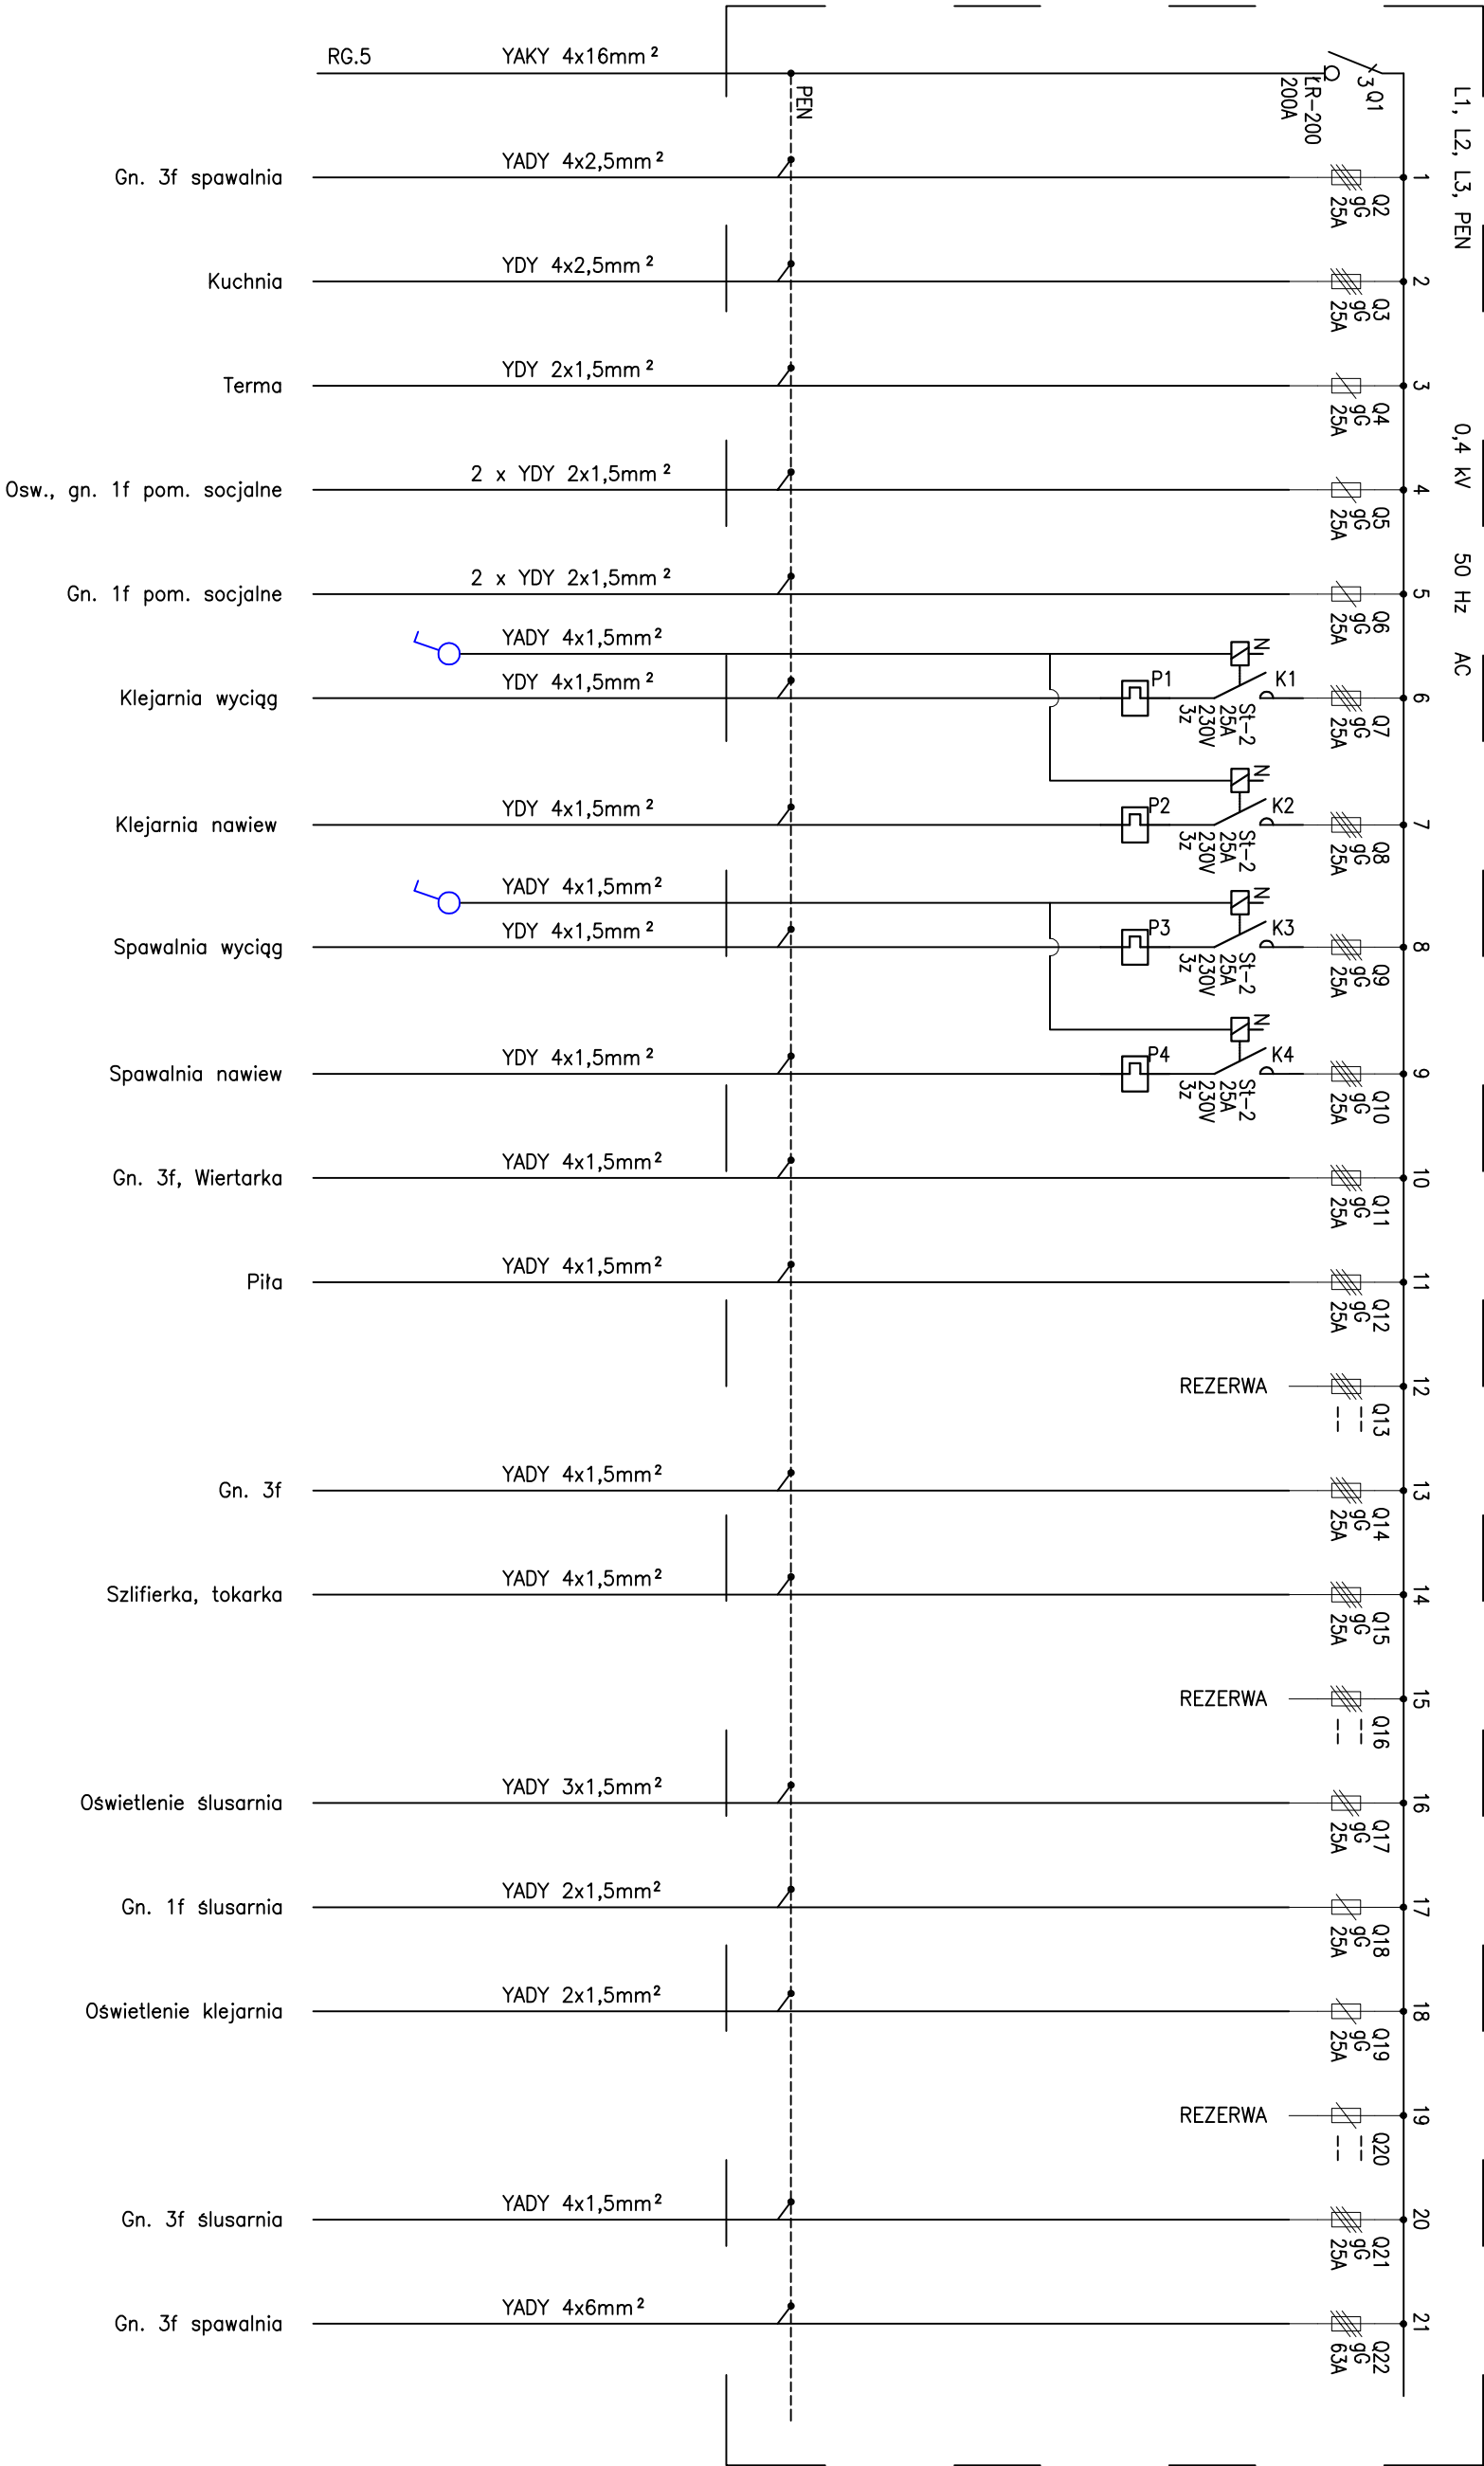 L1, L2, L3, PEN 0,4 kV 50 Hz AC
RG.5 YAKY 4x16mm²
PEN
Q1
3
ŁR-200
200A
Gn. 3f spawalnia YADY 4x2,5mm² 1
Q2
gG
25A
Kuchnia YDY 4x2,5mm² 2
Q3
gG
25A
Terma YDY 2x1,5mm² 3
Q4
gG
25A
Osw., gn. 1f pom. socjalne 2 x YDY 2x1,5mm² 4
Q5
gG
25A
Gn. 1f pom. socjalne 2 x YDY 2x1,5mm² 5
Q6
gG
25A
YADY 4x1,5mm² N
Klejarnia wyciąg YDY 4x1,5mm² P1 K1 6
St-2
25A
230V
3z
Q7
gG
25A
N
Klejarnia nawiew YDY 4x1,5mm² P2 K2 7
St-2
25A
230V
3z
Q8
gG
25A
YADY 4x1,5mm² N
Spawalnia wyciąg YDY 4x1,5mm² P3 K3 8
St-2
25A
230V
3z
Q9
gG
25A
N
Spawalnia nawiew YDY 4x1,5mm² P4 K4 9
St-2
25A
230V
3z
Q10
gG
25A
Gn. 3f, Wiertarka YADY 4x1,5mm² 10
Q11
gG
25A
Piła YADY 4x1,5mm² 11
Q12
gG
25A
REZERWA 12
Q13
--
--
Gn. 3f YADY 4x1,5mm² 13
Q14
gG
25A
Szlifierka, tokarka YADY 4x1,5mm² 14
Q15
gG
25A
REZERWA 15
Q16
--
--
Oświetlenie ślusarnia YADY 3x1,5mm² 16
Q17
gG
25A
Gn. 1f ślusarnia YADY 2x1,5mm² 17
Q18
gG
25A
Oświetlenie klejarnia YADY 2x1,5mm² 18
Q19
gG
25A
REZERWA 19
Q20
--
--
Gn. 3f ślusarnia YADY 4x1,5mm² 20
Q21
gG
25A
Gn. 3f spawalnia YADY 4x6mm² 21
Q22
gG
63A